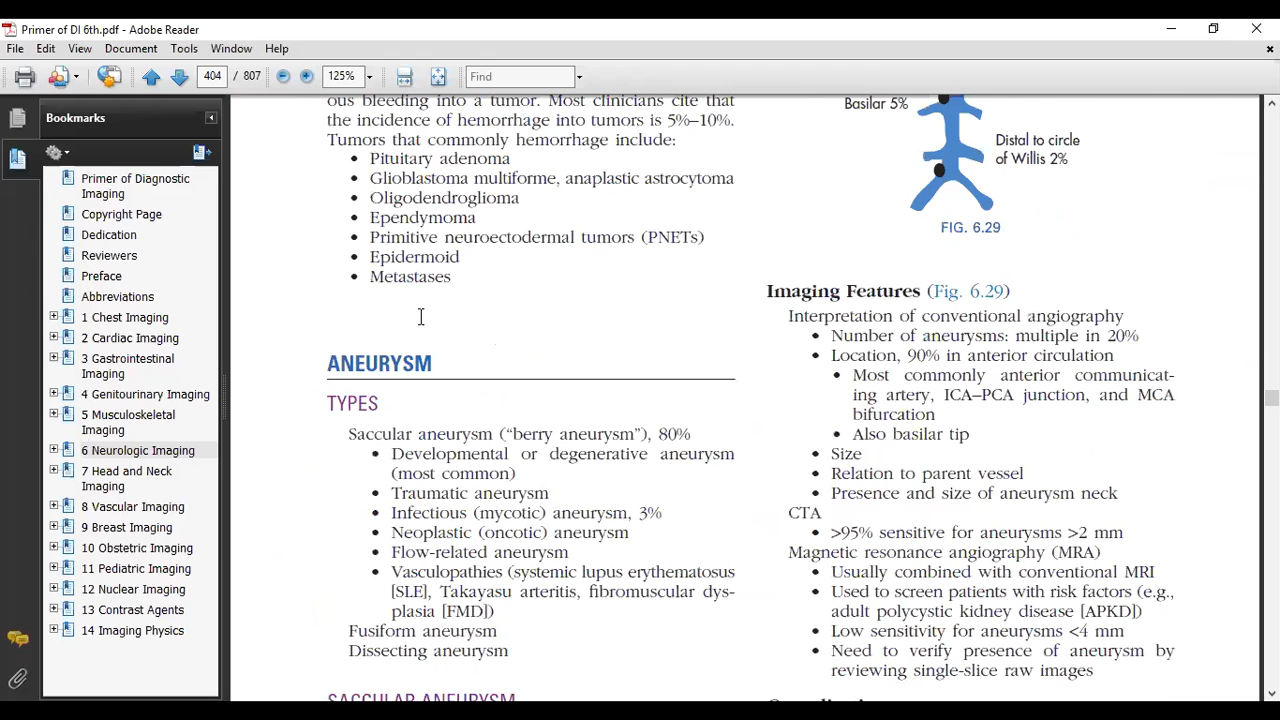 Primer of DI 6th.pdf - Adobe Reader
File Edit View Document Tools Window Help
404 / 807 125% Find
Bookmarks
Primer of Diagnostic
Imaging
Copyright Page
Dedication
Reviewers
Preface
Abbreviations
1 Chest Imaging
2 Cardiac Imaging
3 Gastrointestinal
Imaging
4 Genitourinary Imaging
5 Musculoskeletal
Imaging
6 Neurologic Imaging
7 Head and Neck
Imaging
8 Vascular Imaging
9 Breast Imaging
10 Obstetric Imaging
11 Pediatric Imaging
12 Nuclear Imaging
13 Contrast Agents
14 Imaging Physics
ous bleeding into a tumor. Most clinicians cite that
the incidence of hemorrhage into tumors is 5%–10%.
Tumors that commonly hemorrhage include:
• Pituitary adenoma
• Glioblastoma multiforme, anaplastic astrocytoma
• Oligodendroglioma
• Ependymoma
• Primitive neuroectodermal tumors (PNETs)
• Epidermoid
• Metastases
ANEURYSM
TYPES
Saccular aneurysm (“berry aneurysm”), 80%
• Developmental or degenerative aneurysm
(most common)
• Traumatic aneurysm
• Infectious (mycotic) aneurysm, 3%
• Neoplastic (oncotic) aneurysm
• Flow-related aneurysm
• Vasculopathies (systemic lupus erythematosus
[SLE], Takayasu arteritis, fibromuscular dys-
plasia [FMD])
Fusiform aneurysm
Dissecting aneurysm
SACCULAR ANEURYSM
Basilar 5%
Distal to circle
of Willis 2%
FIG. 6.29
Imaging Features (Fig. 6.29)
Interpretation of conventional angiography
• Number of aneurysms: multiple in 20%
• Location, 90% in anterior circulation
• Most commonly anterior communicat-
ing artery, ICA–PCA junction, and MCA
bifurcation
• Also basilar tip
• Size
• Relation to parent vessel
• Presence and size of aneurysm neck
CTA
• >95% sensitive for aneurysms >2 mm
Magnetic resonance angiography (MRA)
• Usually combined with conventional MRI
• Used to screen patients with risk factors (e.g.,
adult polycystic kidney disease [APKD])
• Low sensitivity for aneurysms <4 mm
• Need to verify presence of aneurysm by
reviewing single-slice raw images